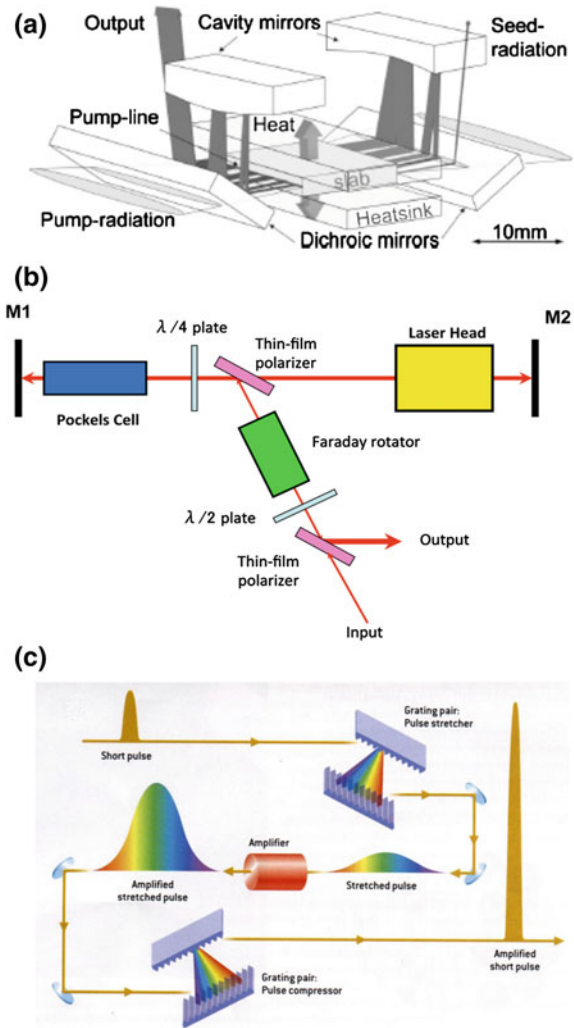 (a)
Output
Cavity mirrors
Seed-
radiation
Pump-line
Heat
slab
Pump-radiation
Heatsink
Dichroic mirrors
10mm
(b)
M1
M2
λ/4 plate
Thin-film
polarizer
Laser Head
Pockels Cell
Faraday rotator
λ/2 plate
Output
Thin-film
polarizer
Input
(c)
Grating pair:
Pulse stretcher
Short pulse
Amplifier
Amplified
stretched pulse
Stretched pulse
Grating pair:
Pulse compressor
Amplified
short pulse